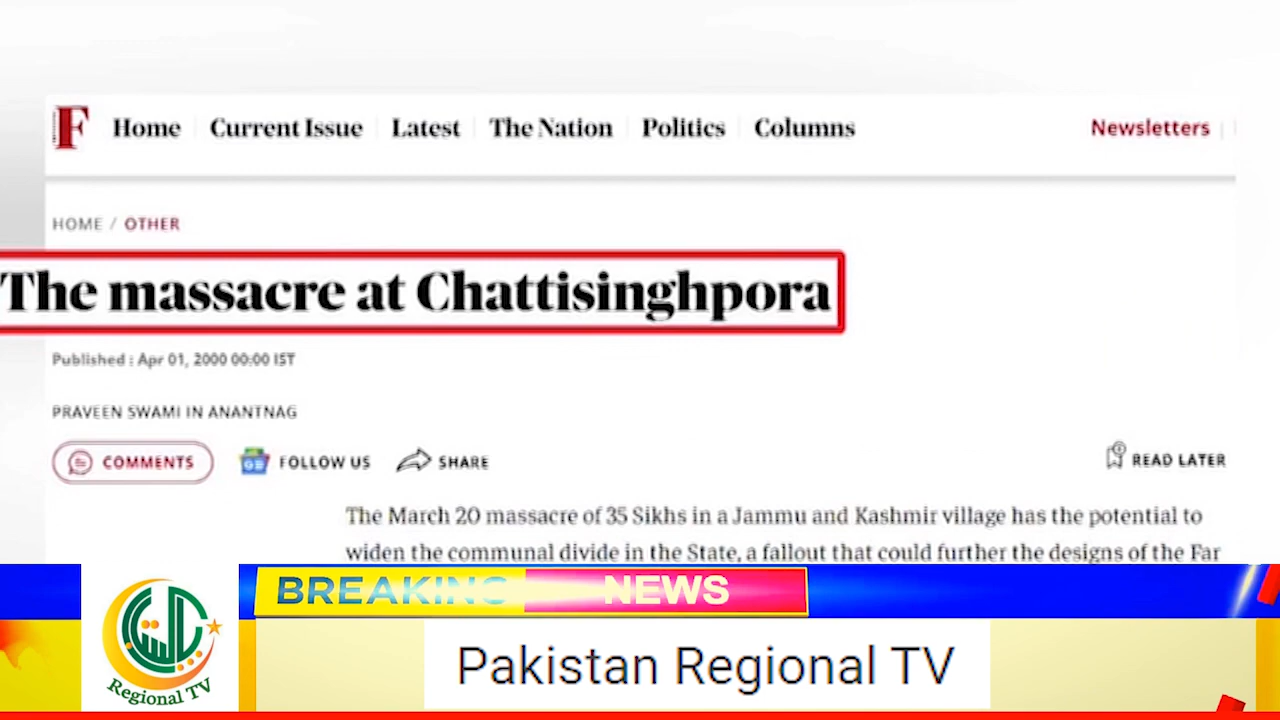 F Home Current Issue Latest The Nation Politics Columns Newsletters
HOME / OTHER
The massacre at Chattisinghpora
Published : Apr 01, 2000 00:00 IST
PRAVEEN SWAMI IN ANANTNAG
COMMENTS FOLLOW US SHARE READ LATER
The March 20 massacre of 35 Sikhs in a Jammu and Kashmir village has the potential to
widen the communal divide in the State, a fallout that could further the designs of the Far
BREAKING NEWS
Pakistan Regional TV
Regional TV